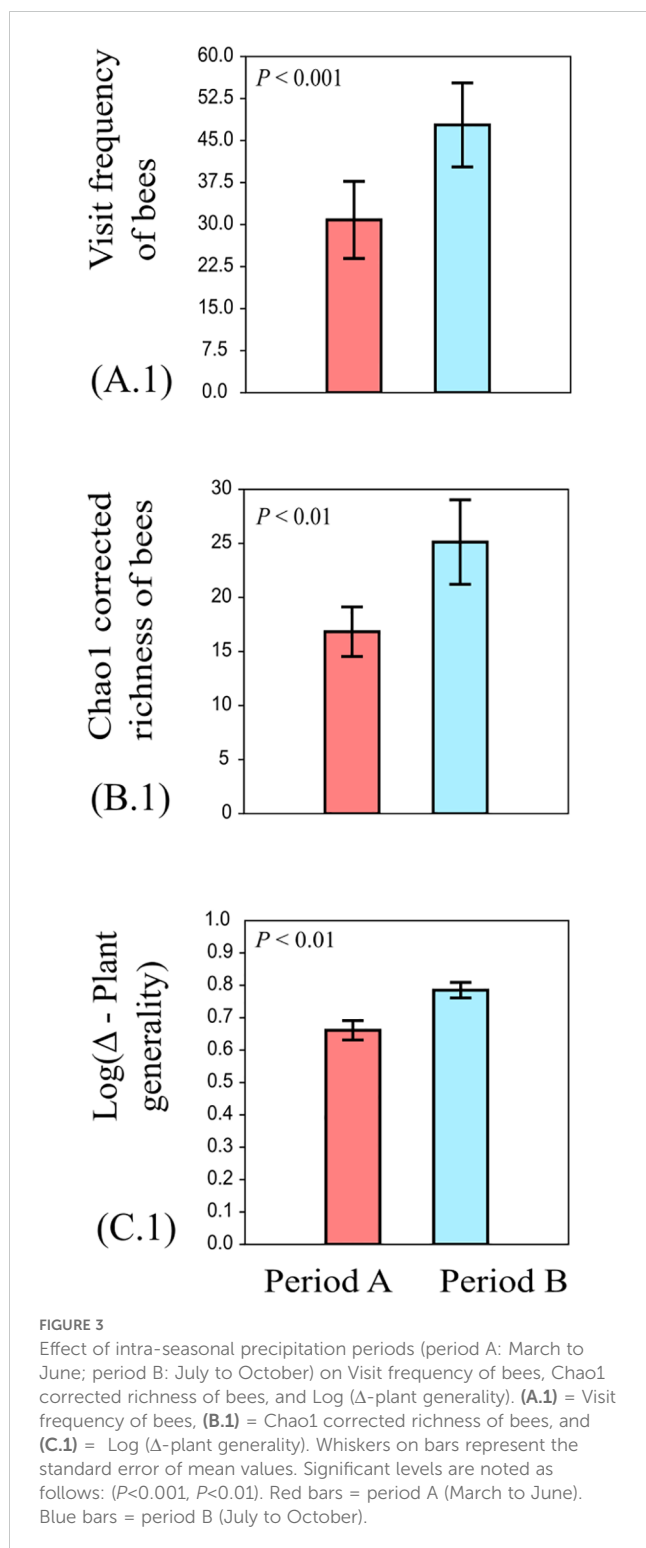 Visit frequency
of bees
60.0
52.5
45.0
37.5
30.0
22.5
15.0
7.5
0.0
P < 0.001
(A.1)
Chao1 corrected
richness of bees
30
25
20
15
10
5
0
P < 0.01
(B.1)
Log(Δ - Plant
generality)
1.0
0.9
0.8
0.7
0.6
0.5
0.4
0.3
0.2
0.1
0.0
P < 0.01
(C.1)
Period A Period B
FIGURE 3
Effect of intra-seasonal precipitation periods (period A: March to
June; period B: July to October) on Visit frequency of bees, Chao1
corrected richness of bees, and Log (Δ-plant generality). (A.1) = Visit
frequency of bees, (B.1) = Chao1 corrected richness of bees, and
(C.1) = Log (Δ-plant generality). Whiskers on bars represent the
standard error of mean values. Significant levels are noted as
follows: (P<0.001, P<0.01). Red bars = period A (March to June).
Blue bars = period B (July to October).